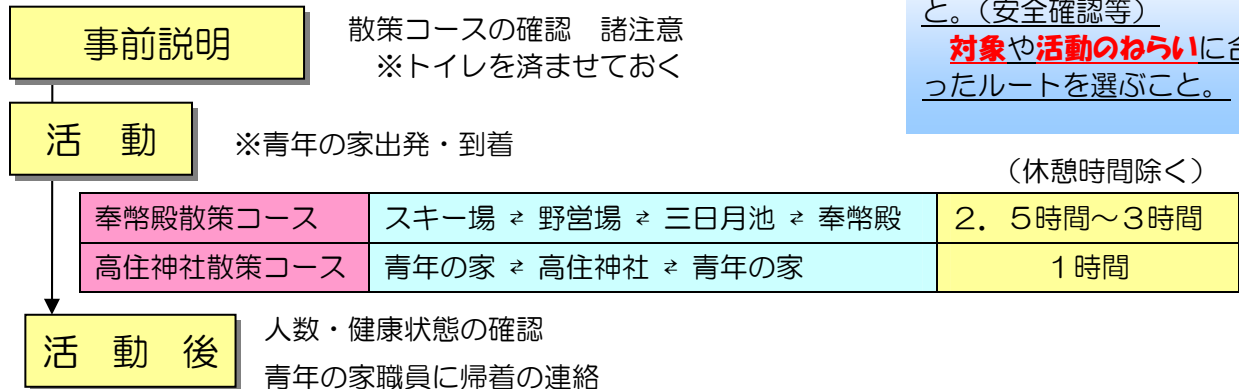 事前説明
散策コースの確認　諸注意
※トイレを済ませておく
と。（安全確認等）
対象や活動のねらいに合
ったルートを選ぶこと。
活　動
※青年の家出発・到着
（休憩時間除く）
奉幣殿散策コース　スキー場 ⇄ 野営場 ⇄ 三日月池 ⇄ 奉幣殿　２．５時間～３時間
高住神社散策コース　青年の家 ⇄ 高住神社 ⇄ 青年の家　１時間
活　動　後
人数・健康状態の確認
青年の家職員に帰着の連絡